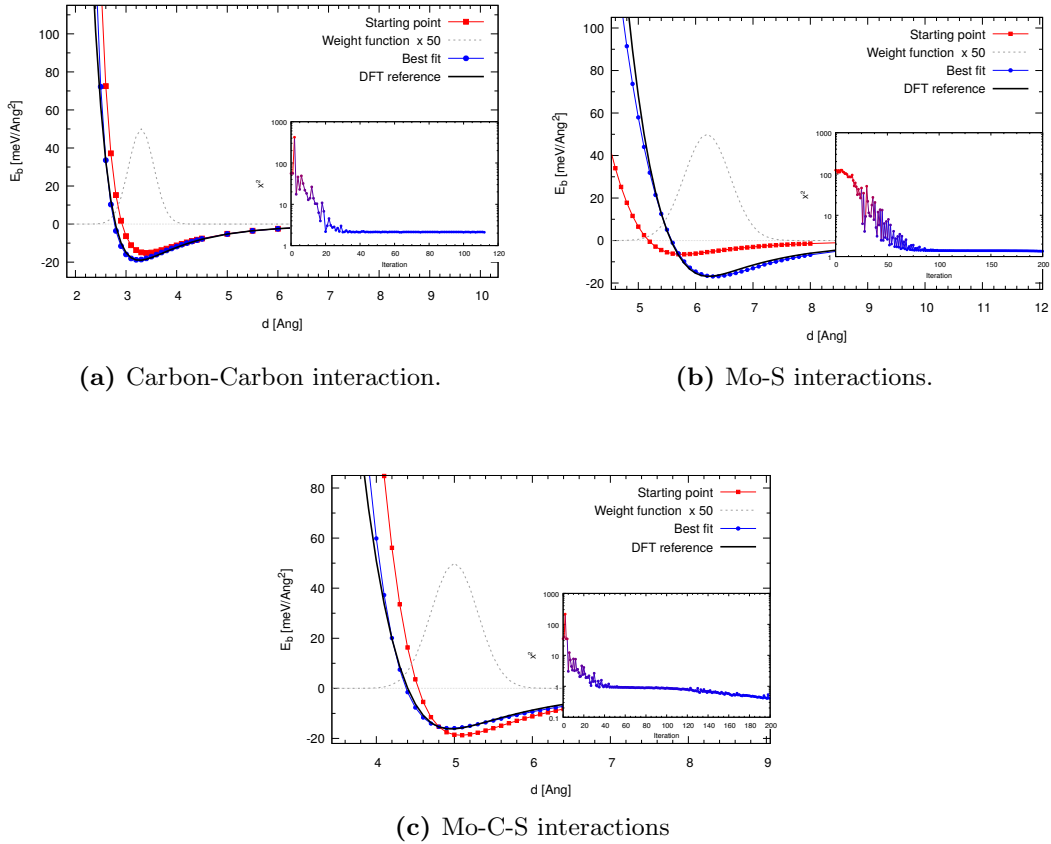 Starting point
Weight function x 50
Best fit
DFT reference
E_b [meV/Ang²]
100
80
60
40
20
0
-20
2 3 4 5 6 7 8 9 10
d [Ang]
χ²
1000
100
10
1
0 20 40 60 80 100 120
Iteration
(a) Carbon-Carbon interaction.
Starting point
Weight function x 50
Best fit
DFT reference
E_b [meV/Ang²]
100
80
60
40
20
0
-20
5 6 7 8 9 10 11 12
d [Ang]
χ²
1000
100
10
1
0 50 100 150 200
Iteration
(b) Mo-S interactions.
Starting point
Weight function x 50
Best fit
DFT reference
E_b [meV/Ang²]
80
60
40
20
0
-20
4 5 6 7 8 9
d [Ang]
χ²
1000
100
10
1
0.1
0 20 40 60 80 100 120 140 160 180 200
Iteration
(c) Mo-C-S interactions